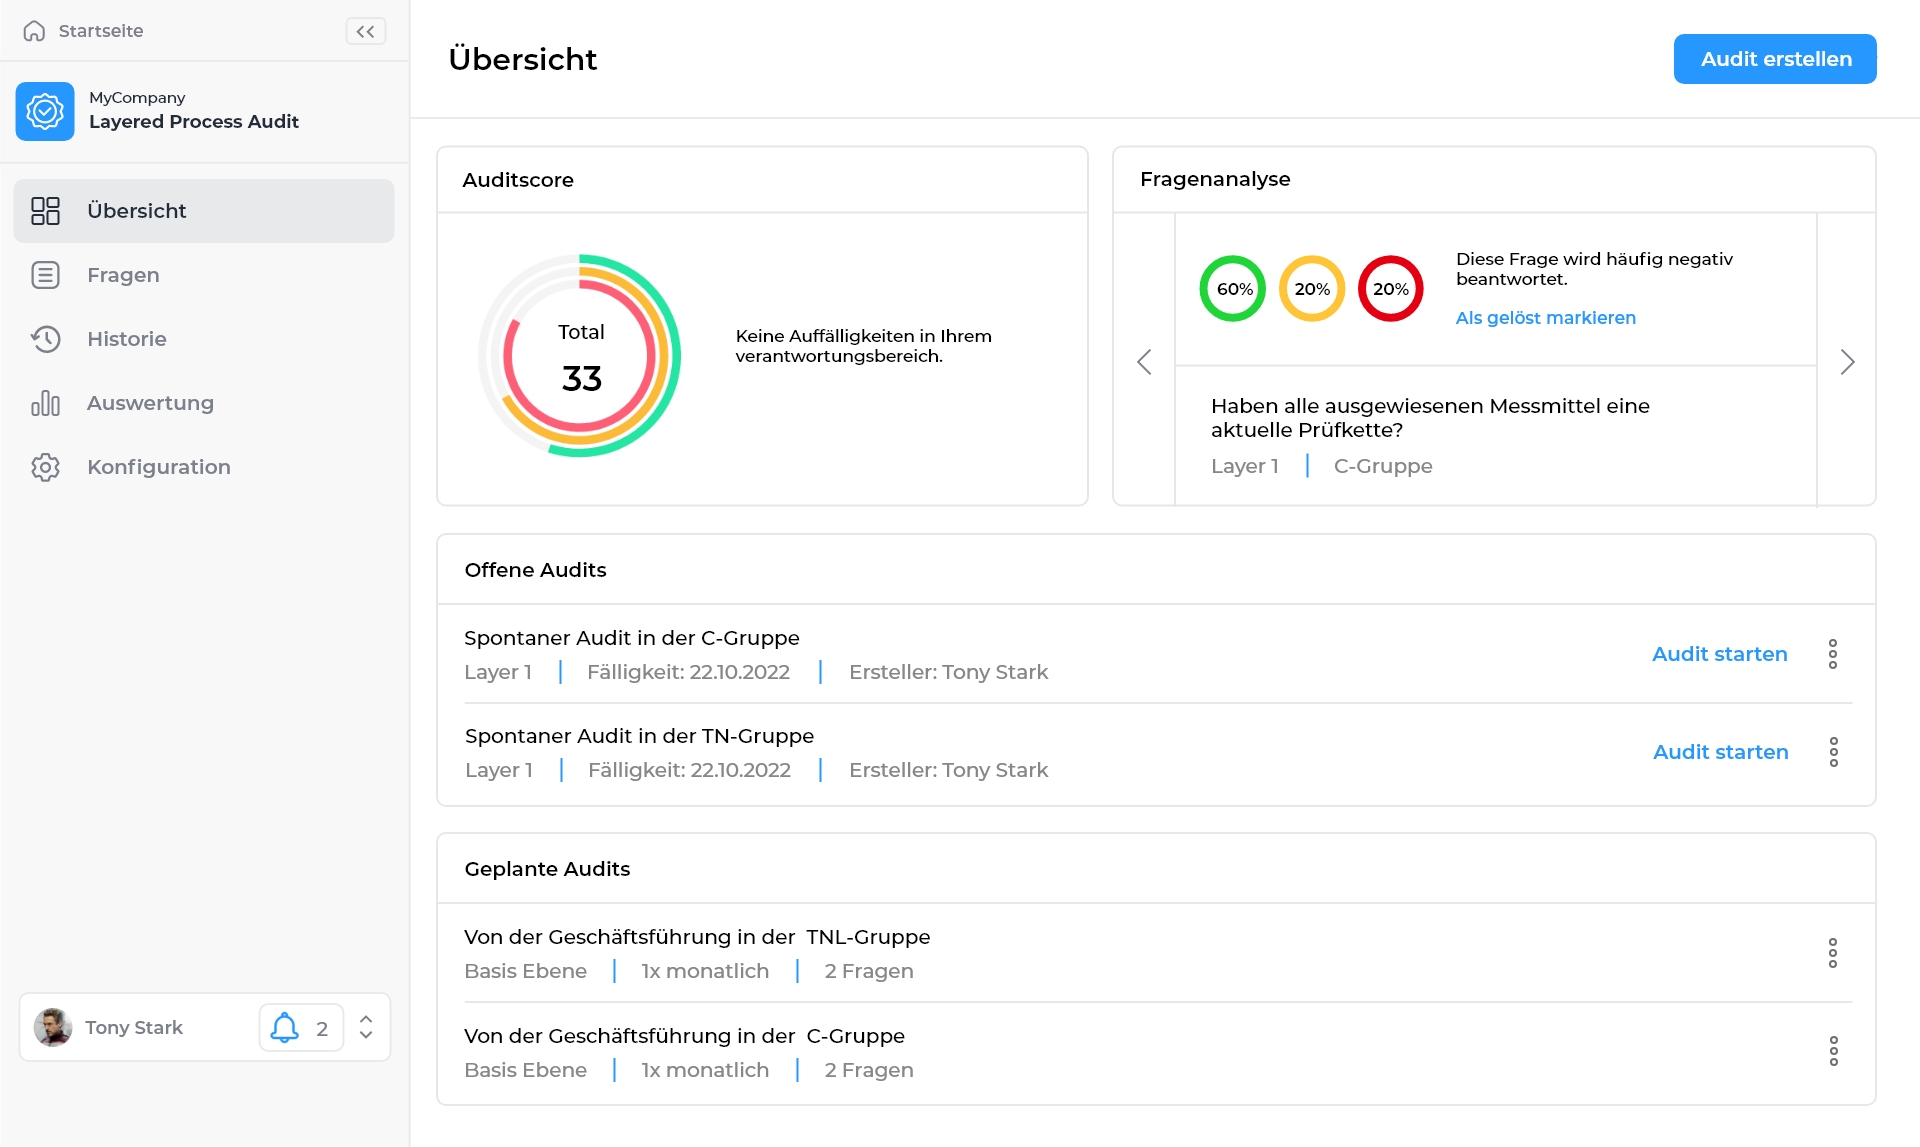 Startseite
MyCompany
Layered Process Audit
Übersicht
Fragen
Historie
Auswertung
Konfiguration
Tony Stark
2
Übersicht
Audit erstellen
Auditscore
Total
33
Keine Auffälligkeiten in Ihrem
verantwortungsbereich.
Fragenanalyse
60%
20%
20%
Diese Frage wird häufig negativ
beantwortet.
Als gelöst markieren
Haben alle ausgewiesenen Messmittel eine
aktuelle Prüfkette?
Layer 1 | C-Gruppe
Offene Audits
Spontaner Audit in der C-Gruppe
Layer 1 | Fälligkeit: 22.10.2022 | Ersteller: Tony Stark
Audit starten
Spontaner Audit in der TN-Gruppe
Layer 1 | Fälligkeit: 22.10.2022 | Ersteller: Tony Stark
Audit starten
Geplante Audits
Von der Geschäftsführung in der TNL-Gruppe
Basis Ebene | 1x monatlich | 2 Fragen
Von der Geschäftsführung in der C-Gruppe
Basis Ebene | 1x monatlich | 2 Fragen